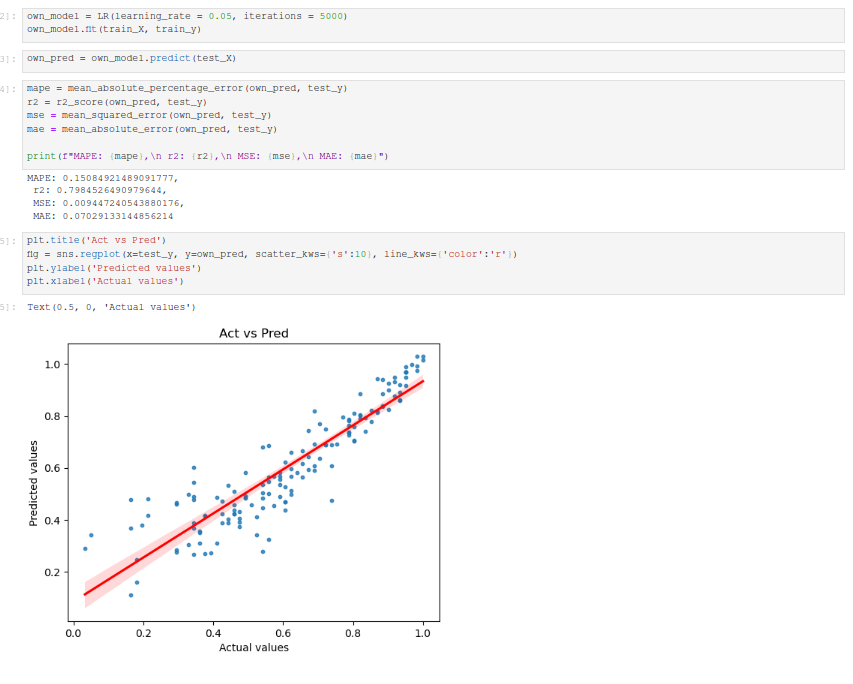 2]:
own_model = LR(learning_rate = 0.05, iterations = 5000)
own_model.fit(train_X, train_y)
3]:
own_pred = own_model.predict(test_X)
4]:
mape = mean_absolute_percentage_error(own_pred, test_y)
r2 = r2_score(own_pred, test_y)
mse = mean_squared_error(own_pred, test_y)
mae = mean_absolute_error(own_pred, test_y)
print(f"MAPE: {mape},\n r2: {r2},\n MSE: {mse},\n MAE: {mae}")
MAPE: 0.15084921489091777,
r2: 0.7984526490979644,
MSE: 0.009447240543880176,
MAE: 0.07029133144856214
5]:
plt.title('Act vs Pred')
fig = sns.regplot(x=test_y, y=own_pred, scatter_kws={'s':10}, line_kws={'color':'r'})
plt.ylabel('Predicted values')
plt.xlabel('Actual values')
5]:
Text(0.5, 0, 'Actual values')
Act vs Pred
Predicted values
1.0
0.8
0.6
0.4
0.2
0.0 0.2 0.4 0.6 0.8 1.0
Actual values